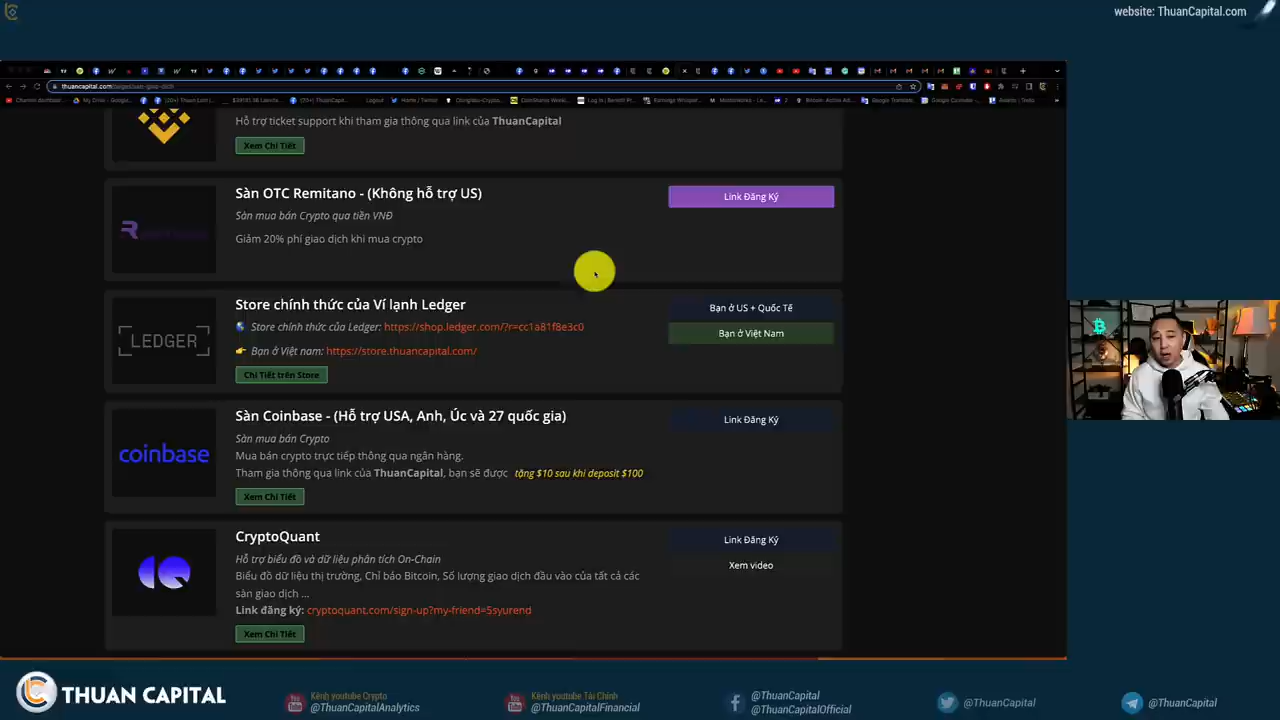 website: ThuanCapital.com
thuancapital.com
Hỗ trợ ticket support khi tham gia thông qua link của ThuanCapital
Xem Chi Tiết
Sàn OTC Remitano - (Không hỗ trợ US)
Link Đăng Ký
Sàn mua bán Crypto qua tiền VNĐ
Giảm 20% phí giao dịch khi mua crypto
LEDGER
Store chính thức của Ví lạnh Ledger
Bạn ở US + Quốc Tế
Store chính thức của Ledger: https://shop.ledger.com/?r=cc1a81f8e3c0
Bạn ở Việt Nam
👉 Bạn ở Việt nam: https://store.thuancapital.com/
Chi Tiết trên Store
coinbase
Sàn Coinbase - (Hỗ trợ USA, Anh, Úc và 27 quốc gia)
Link Đăng Ký
Sàn mua bán Crypto
Mua bán crypto trực tiếp thông qua ngân hàng.
Tham gia thông qua link của ThuanCapital, bạn sẽ được tặng $10 sau khi deposit $100
Xem Chi Tiết
CryptoQuant
Link Đăng Ký
Hỗ trợ biểu đồ và dữ liệu phân tích On-Chain
Xem video
Biểu đồ dữ liệu thị trường, Chỉ báo Bitcoin, Số lượng giao dịch đầu vào của tất cả các
sàn giao dịch ...
Link đăng ký: cryptoquant.com/sign-up?my-friend=5syurend
Xem Chi Tiết
THUAN CAPITAL
Kênh youtube Crypto
@ThuanCapitalAnalytics
Kênh youtube Tài Chính
@ThuanCapitalFinancial
@ThuanCapital
@ThuanCapitalOfficial
@ThuanCapital
@ThuanCapital